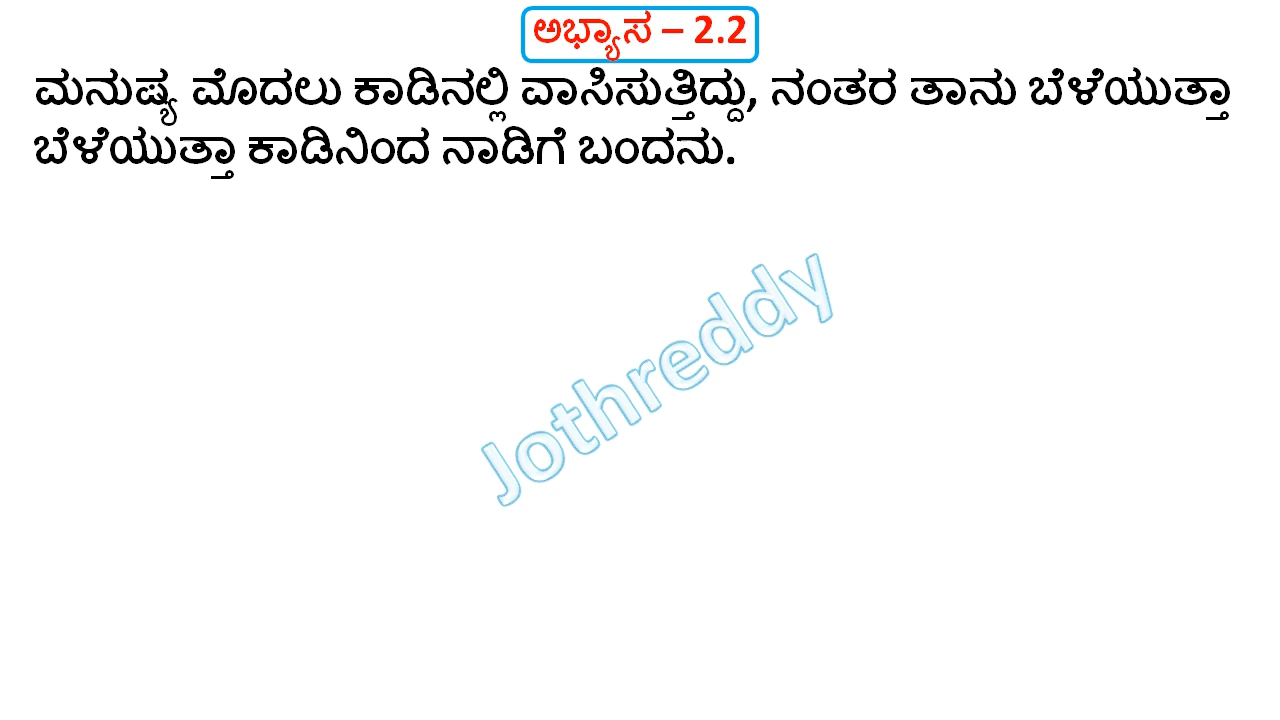 ಅಭ್ಯಾಸ – 2.2
ಮನುಷ್ಯ ಮೊದಲು ಕಾಡಿನಲ್ಲಿ ವಾಸಿಸುತ್ತಿದ್ದು, ನಂತರ ತಾನು ಬೆಳೆಯುತ್ತಾ
ಬೆಳೆಯುತ್ತಾ ಕಾಡಿನಿಂದ ನಾಡಿಗೆ ಬಂದನು.
Jothreddy